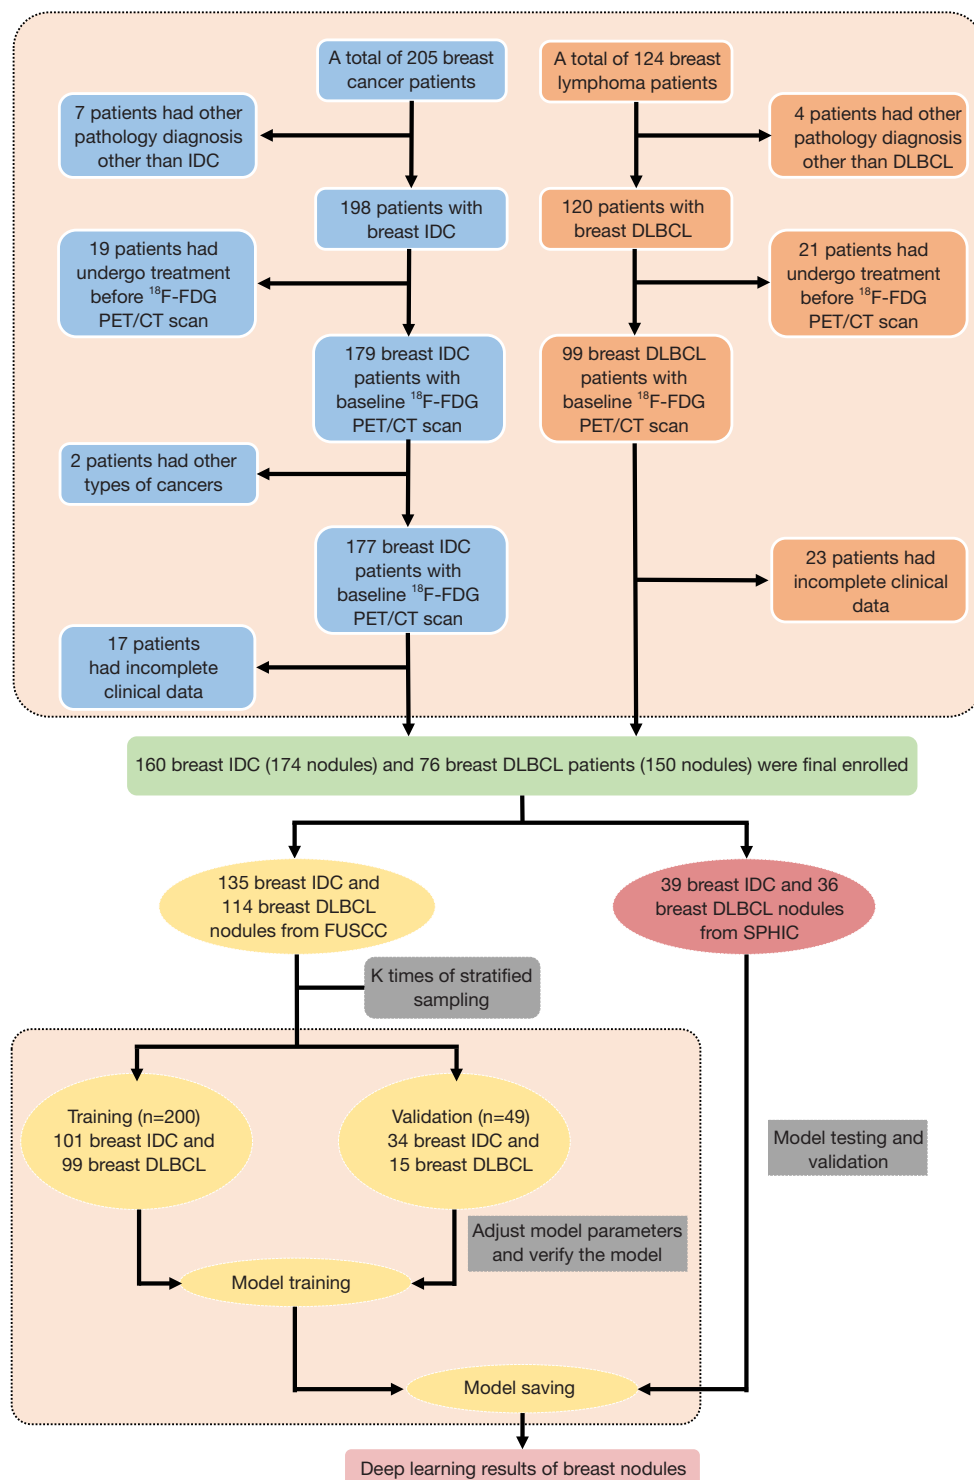 A total of 205 breast
cancer patients
A total of 124 breast
lymphoma patients
7 patients had other
pathology diagnosis
other than IDC
4 patients had other
pathology diagnosis
other than DLBCL
198 patients with
breast IDC
120 patients with
breast DLBCL
19 patients had
undergo treatment
before 18F-FDG
PET/CT scan
21 patients had
undergo treatment
before 18F-FDG
PET/CT scan
179 breast IDC
patients with
baseline 18F-FDG
PET/CT scan
99 breast DLBCL
patients with
baseline 18F-FDG
PET/CT scan
2 patients had other
types of cancers
177 breast IDC
patients with
baseline 18F-FDG
PET/CT scan
23 patients had
incomplete clinical
data
17 patients
had incomplete
clinical data
160 breast IDC (174 nodules) and 76 breast DLBCL patients (150 nodules) were final enrolled
135 breast IDC and
114 breast DLBCL
nodules from FUSCC
39 breast IDC and 36
breast DLBCL nodules
from SPHIC
K times of stratified
sampling
Training (n=200)
101 breast IDC and
99 breast DLBCL
Validation (n=49)
34 breast IDC and
15 breast DLBCL
Model testing and
validation
Adjust model parameters
and verify the model
Model training
Model saving
Deep learning results of breast nodules